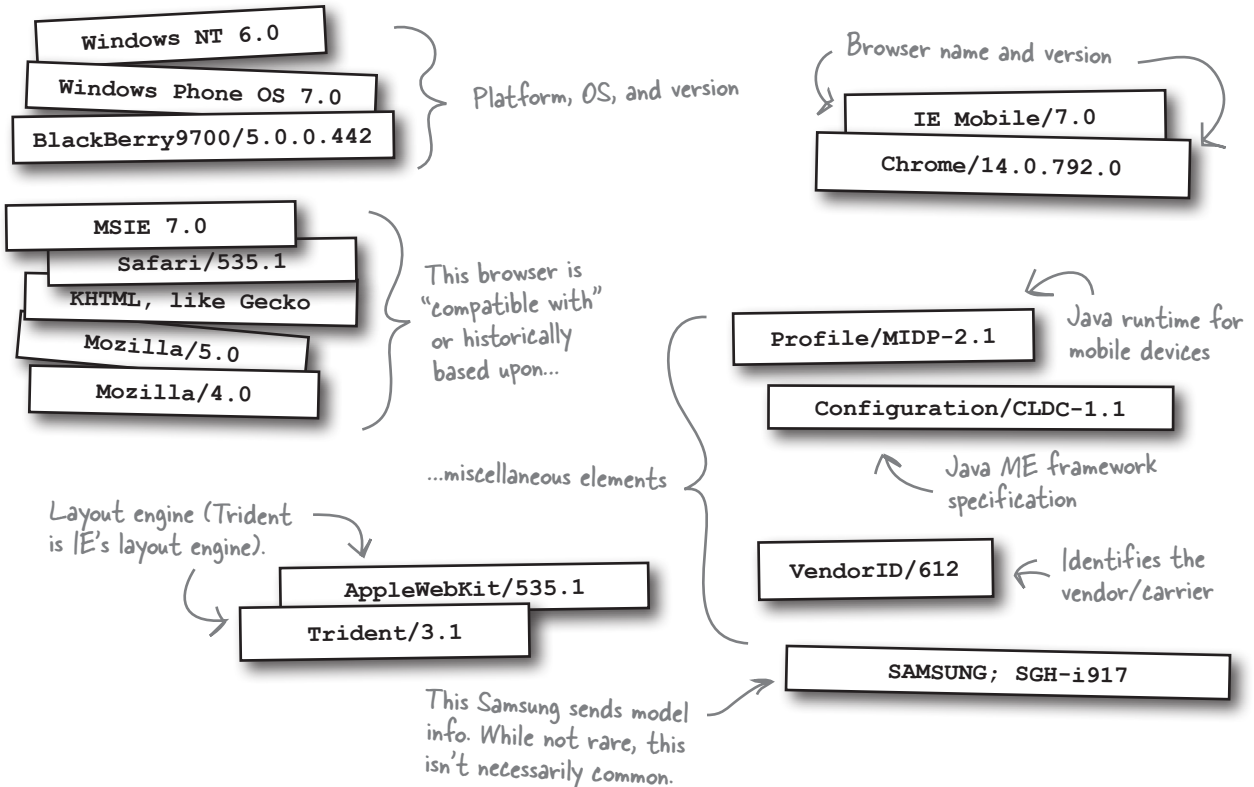 Windows NT 6.0
Windows Phone OS 7.0
BlackBerry9700/5.0.0.442
Platform, OS, and version
Browser name and version
IE Mobile/7.0
Chrome/14.0.792.0
MSIE 7.0
Safari/535.1
KHTML, like Gecko
Mozilla/5.0
Mozilla/4.0
This browser is
“compatible with”
or historically
based upon...
Profile/MIDP-2.1
Java runtime for
mobile devices
Configuration/CLDC-1.1
Java ME framework
specification
...miscellaneous elements
VendorID/612
Identifies the
vendor/carrier
SAMSUNG; SGH-i917
This Samsung sends model
info. While not rare, this
isn't necessarily common.
Layout engine (Trident
is IE's layout engine).
AppleWebKit/535.1
Trident/3.1